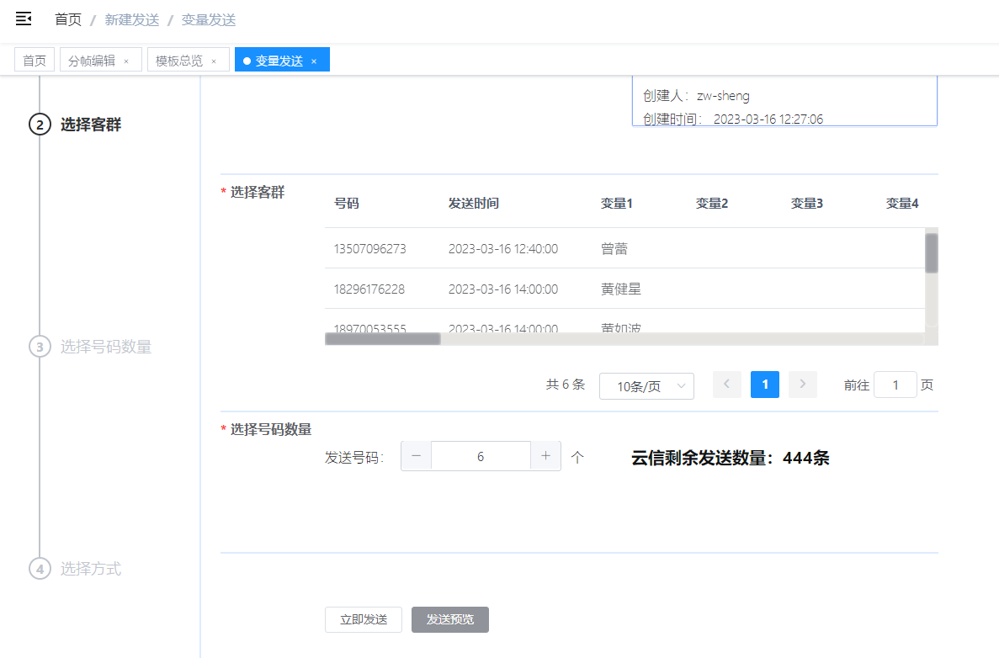 首页 / 新建发送 / 变量发送
首页 分帧编辑 × 模板总览 × 变量发送 ×
创建人：zw-sheng
创建时间： 2023-03-16 12:27:06
2 选择客群
* 选择客群
号码 发送时间 变量1 变量2 变量3 变量4
13507096273 2023-03-16 12:40:00 曾蕾
18296176228 2023-03-16 14:00:00 黄健星
18970053555 2023-03-16 14:00:00 黄如波
3 选择号码数量
共 6 条 10条/页 < 1 > 前往 1 页
* 选择号码数量
发送号码： − 6 + 个 云信剩余发送数量：444条
4 选择方式
立即发送 发送预览